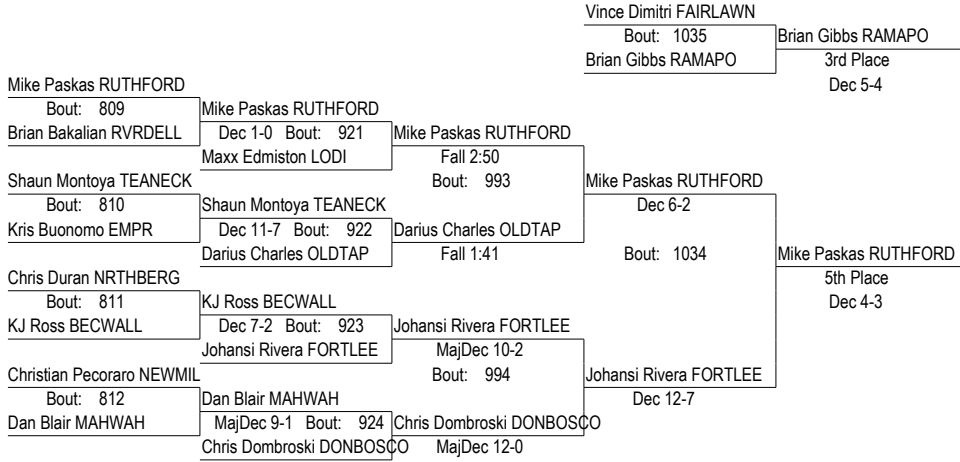 Vince Dimitri FAIRLAWN
Bout: 1035 Brian Gibbs RAMAPO
Brian Gibbs RAMAPO 3rd Place
Mike Paskas RUTHFORD Dec 5-4
Bout: 809 Mike Paskas RUTHFORD
Brian Bakalian RVRDELL Dec 1-0 Bout: 921 Mike Paskas RUTHFORD
Maxx Edmiston LODI Fall 2:50
Shaun Montoya TEANECK Bout: 993 Mike Paskas RUTHFORD
Bout: 810 Shaun Montoya TEANECK Dec 6-2
Kris Buonomo EMPR Dec 11-7 Bout: 922 Darius Charles OLDTAP
Darius Charles OLDTAP Fall 1:41 Bout: 1034 Mike Paskas RUTHFORD
Chris Duran NRTHBERG 5th Place
Bout: 811 KJ Ross BECWALL Dec 4-3
KJ Ross BECWALL Dec 7-2 Bout: 923 Johansi Rivera FORTLEE
Johansi Rivera FORTLEE MajDec 10-2
Christian Pecoraro NEWMIL Bout: 994 Johansi Rivera FORTLEE
Bout: 812 Dan Blair MAHWAH Dec 12-7
Dan Blair MAHWAH MajDec 9-1 Bout: 924 Chris Dombroski DONBOSCO
Chris Dombroski DONBOSCO MajDec 12-0